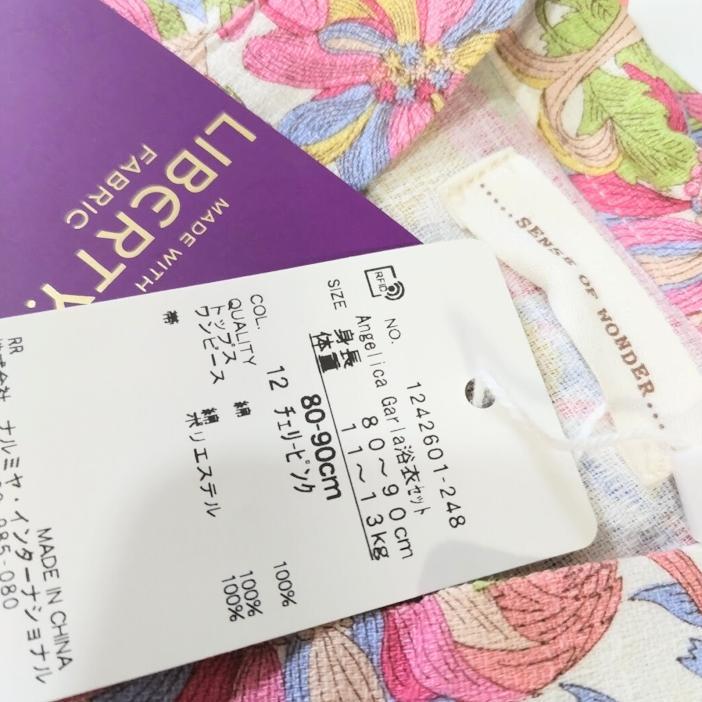 MADE WITH
LIBERTY.
FABRIC
.....SENSE OF WONDER...
RFID
NO. 1242601-248
Angelica Garla浴衣セット
SIZE 身長 80~90cm
体重 11~13kg
80-90cm
COL. 12 チェリーピンク
QUALITY
トップス 綿 100%
ワンピース 綿 100%
帯 ポリエステル 100%
RR
ナルミヤ・インターナショナル
985-080
MADE IN CHINA